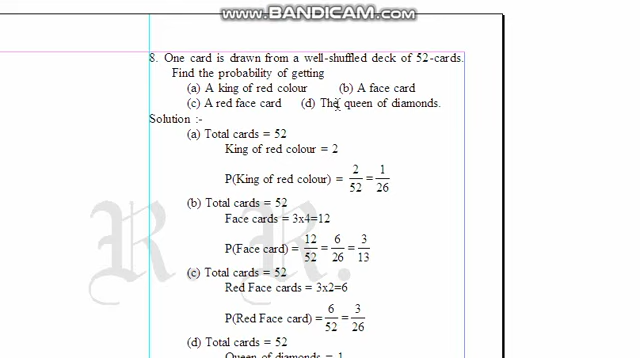 WWW.BANDICAM.COM
8. One card is drawn from a well-shuffled deck of 52-cards.
Find the probability of getting
(a) A king of red colour (b) A face card
(c) A red face card (d) The queen of diamonds.
Solution :-
(a) Total cards = 52
King of red colour = 2
P(King of red colour) = 2/52 = 1/26
(b) Total cards = 52
Face cards = 3x4=12
P(Face card) = 12/52 = 6/26 = 3/13
(c) Total cards = 52
Red Face cards = 3x2=6
P(Red Face card) = 6/52 = 3/26
(d) Total cards = 52
Queen of diamonds = 1
R. R.